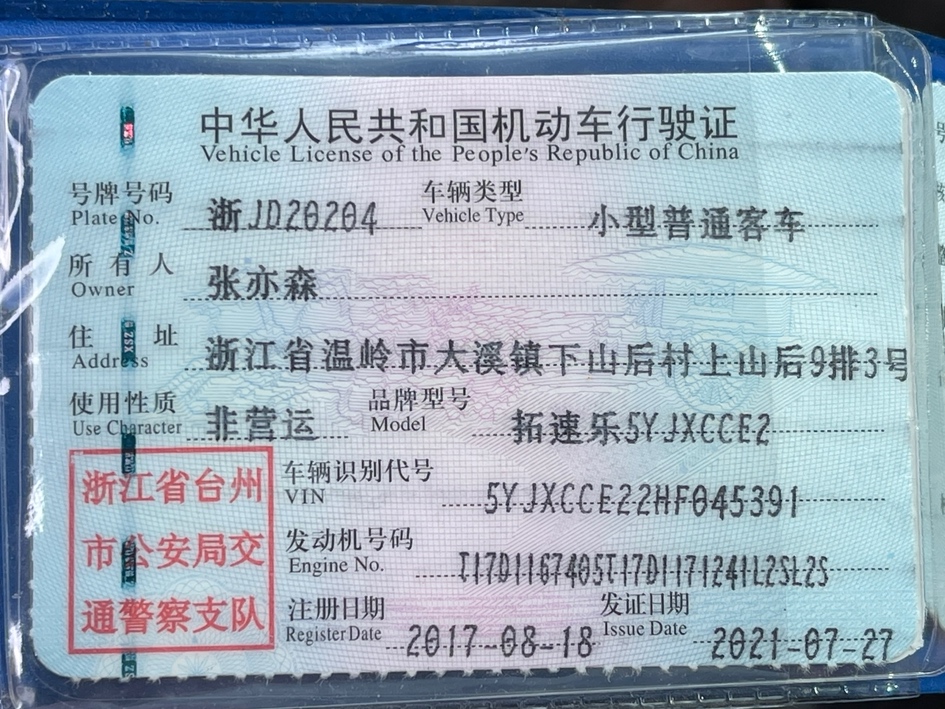 中华人民共和国机动车行驶证
Vehicle License of the People's Republic of China
号牌号码 浙JD20204 车辆类型 小型普通客车
Plate No. Vehicle Type
所有人 张亦森
Owner
住址 浙江省温岭市大溪镇下山后村上山后9排3号
Address
使用性质 非营运 品牌型号 拓速乐5YJXCCE2
Use Character Model
浙江省台州
市公安局交
通警察支队
车辆识别代号 5YJXCCE22HF045391
VIN
发动机号码 T17D1167405T17D1171241L2SL2S
Engine No.
注册日期 2017-08-18 发证日期 2021-07-27
Register Date Issue Date